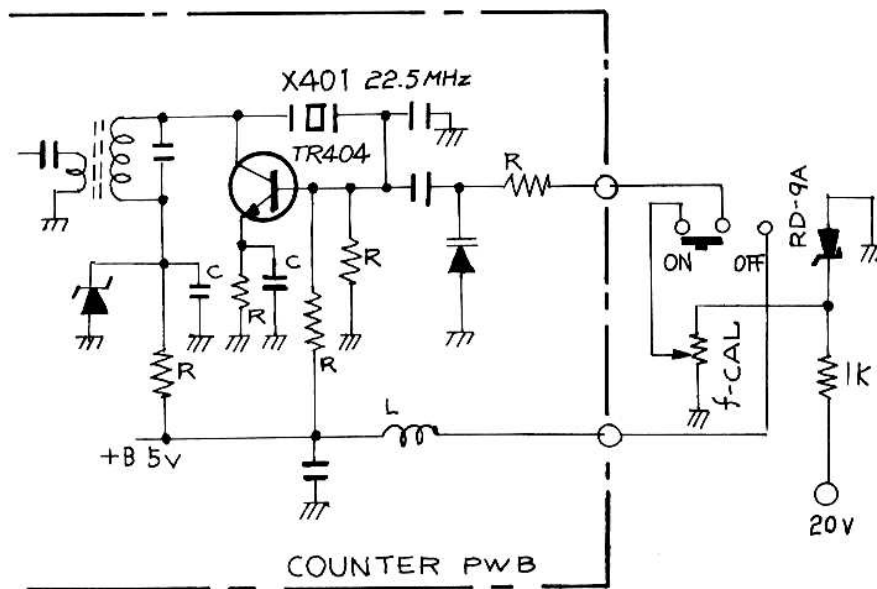 X401 22.5MHz
TR404
R
RD-9A
ON
OFF
C
C
R
R
R
R
f-CAL
1K
L
+B 5V
20V
COUNTER PWB